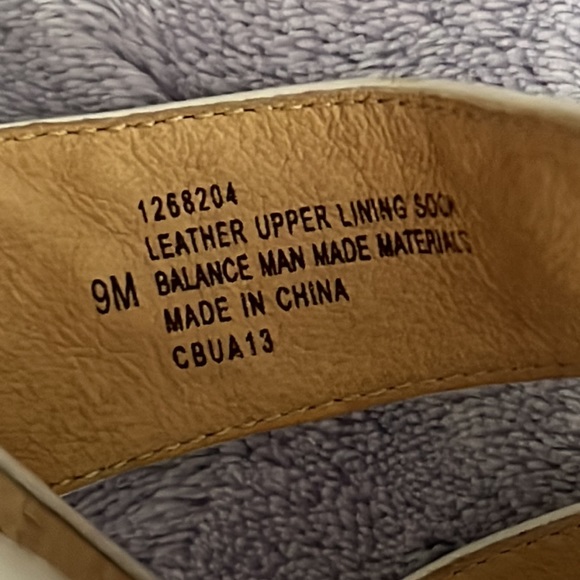 1268204
LEATHER UPPER LINING SOCK
9M BALANCE MAN MADE MATERIALS
MADE IN CHINA
CBUA13